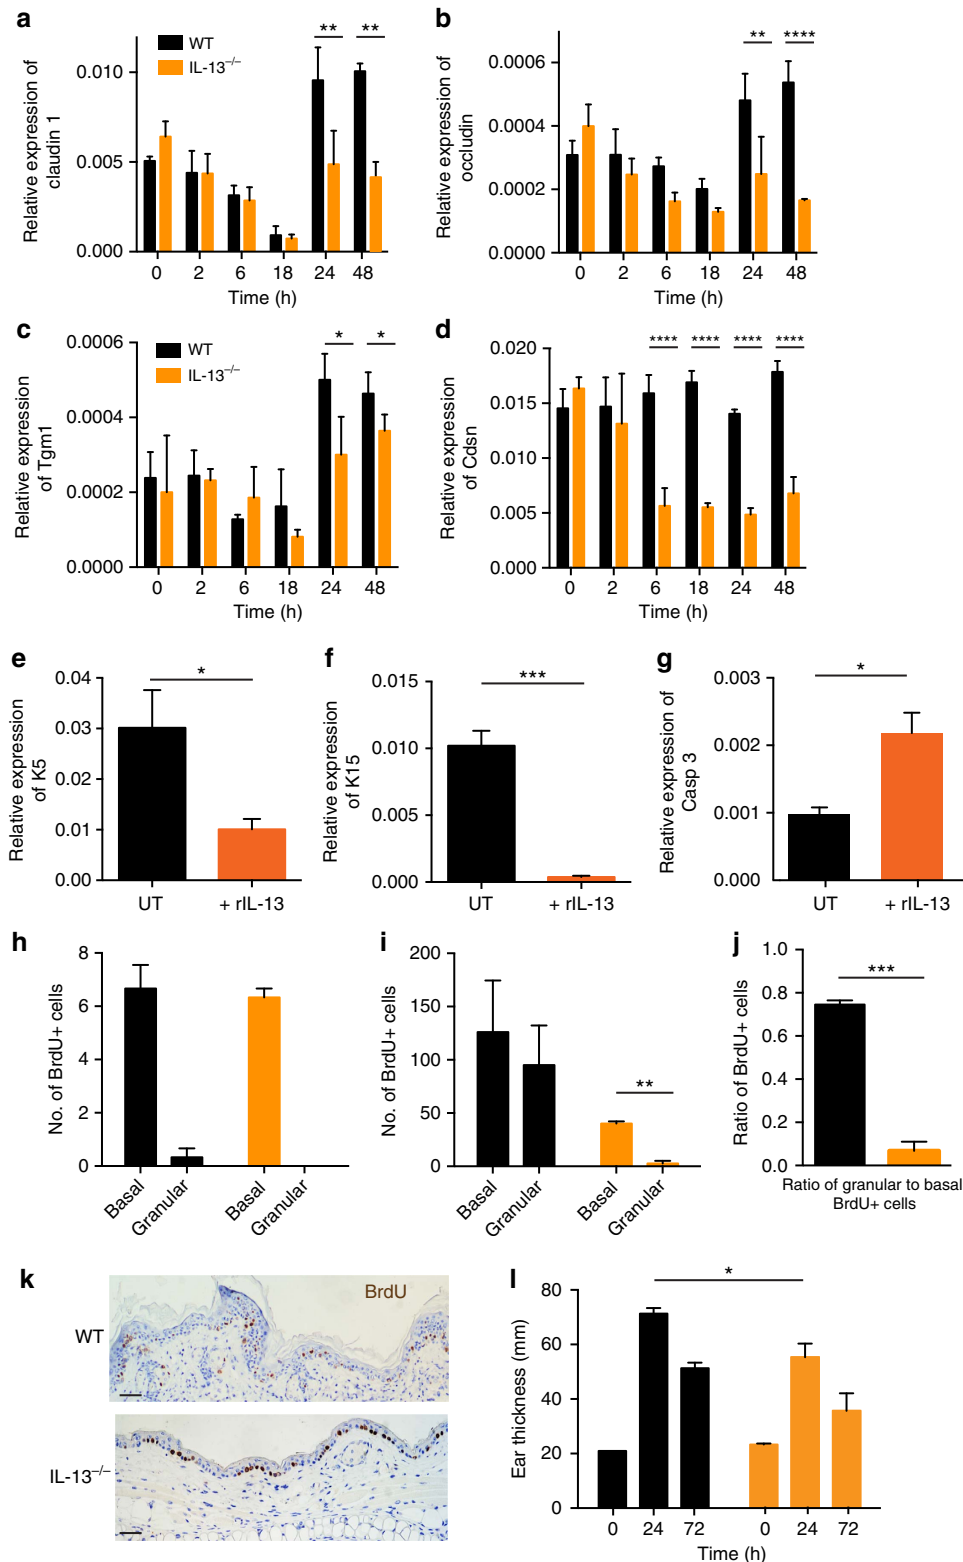 a
Relative expression of
claudin 1
WT
IL-13−/−
** **
0.010
0.005
0.000
0 2 6 18 24 48
Time (h)
b
Relative expression of
occludin
** ****
0.0006
0.0004
0.0002
0.0000
0 2 6 18 24 48
Time (h)
c
Relative expression
of Tgm1
WT
IL-13−/−
* *
0.0006
0.0004
0.0002
0.0000
0 2 6 18 24 48
Time (h)
d
Relative expression
of Cdsn
**** **** **** ****
0.020
0.015
0.010
0.005
0.000
0 2 6 18 24 48
Time (h)
e
Relative expression
of K5
*
0.04
0.03
0.02
0.01
0.00
UT + rIL-13
f
Relative expression
of K15
***
0.015
0.010
0.005
0.000
UT + rIL-13
g
Relative expression of
Casp 3
*
0.003
0.002
0.001
0.000
UT + rIL-13
h
No. of BrdU+ cells
8
6
4
2
0
Basal Granular Basal Granular
i
No. of BrdU+ cells
**
200
150
100
50
0
Basal Granular Basal Granular
j
Ratio of BrdU+ cells
***
1.0
0.8
0.6
0.4
0.2
0.0
Ratio of granular to basal
BrdU+ cells
k
BrdU
WT
IL-13−/−
l
Ear thickness (mm)
*
80
60
40
20
0
0 24 72 0 24 72
Time (h)